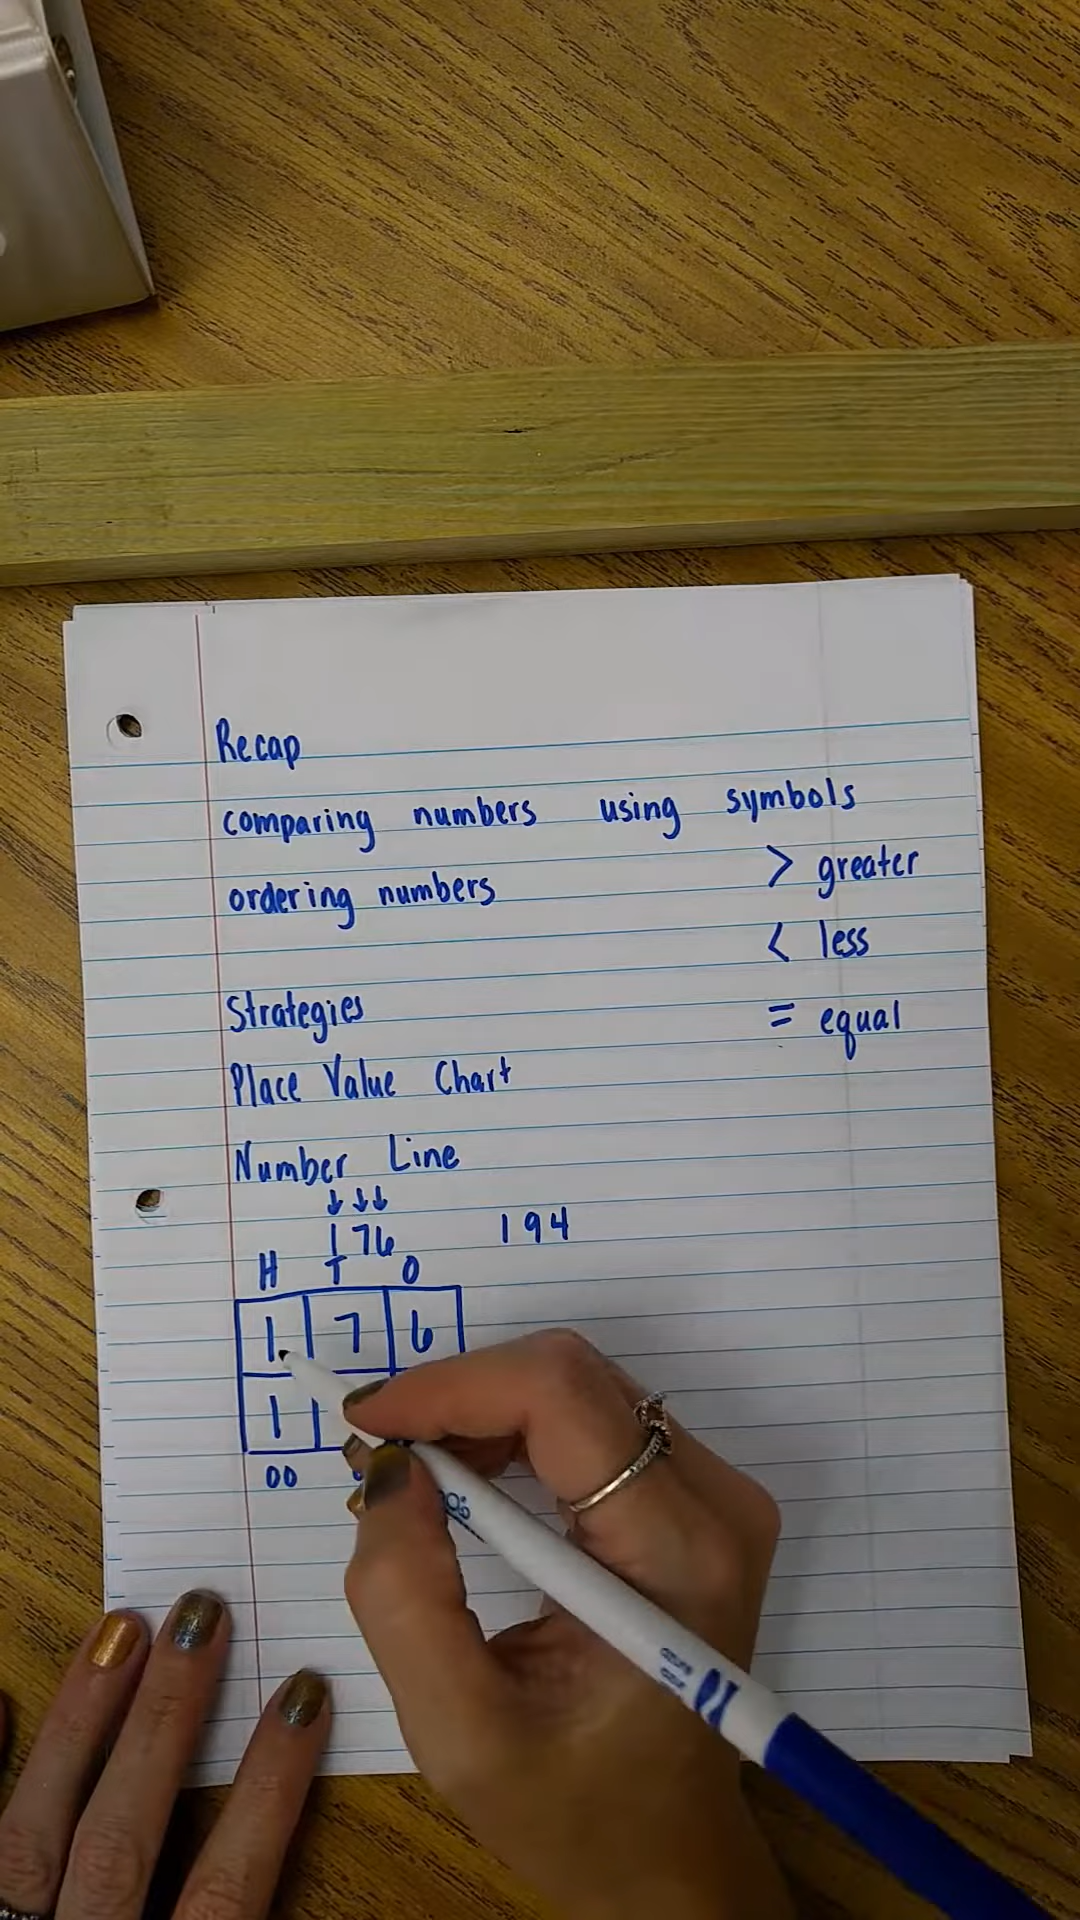 Recap
comparing numbers using symbols
> greater
ordering numbers
< less
Strategies
= equal
Place Value Chart
Number Line
↓↓↓
176 194
H T O
1 7 6
1
00